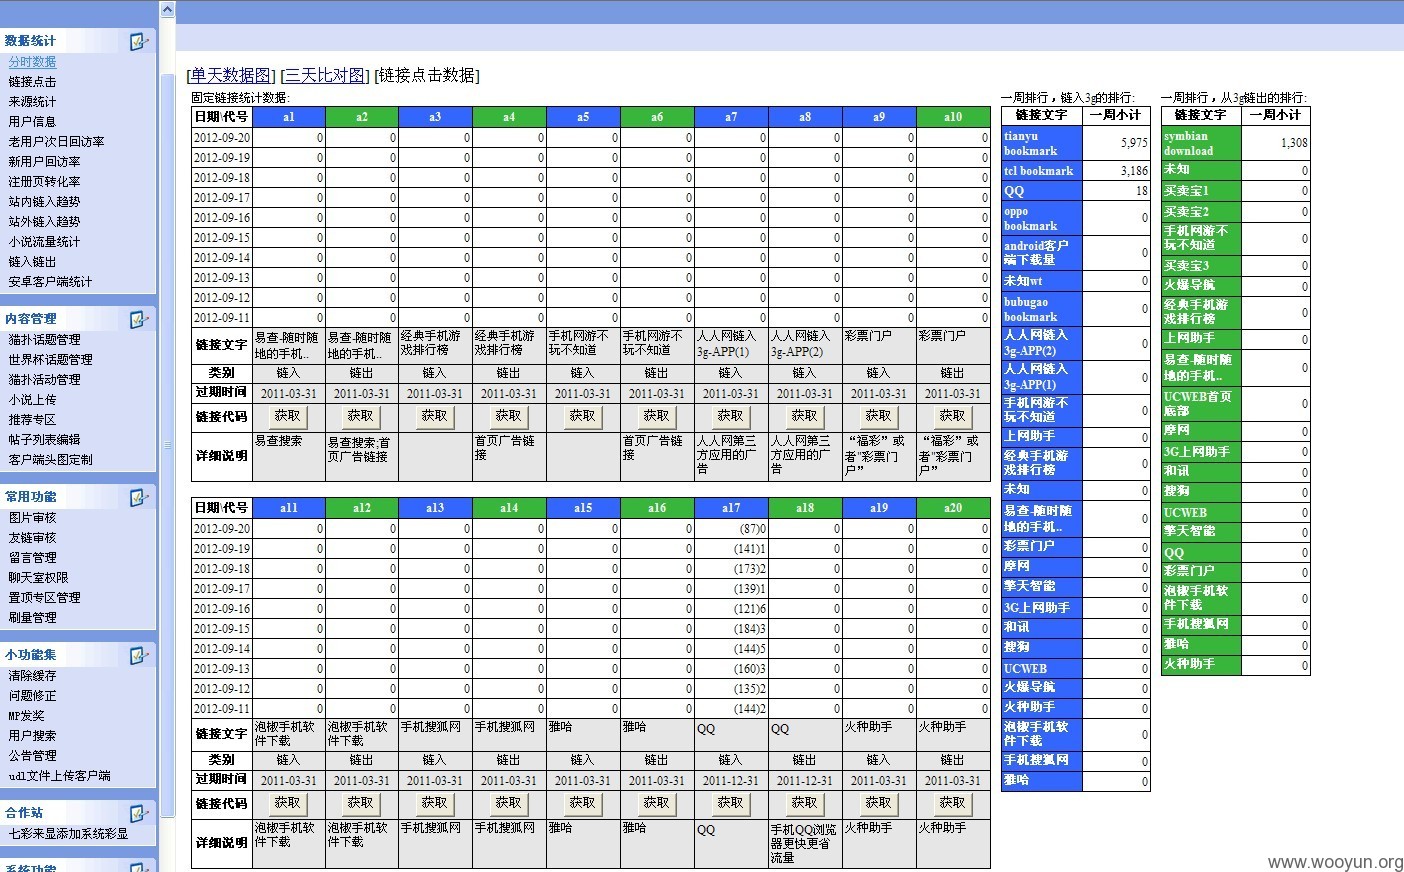 数据统计
分时数据
链接点击
来源统计
用户信息
老用户次日回访率
新用户回访率
注册页转化率
站内链入趋势
站外链入趋势
小说流量统计
链入链出
安卓客户端统计
内容管理
猫扑话题管理
世界杯话题管理
猫扑活动管理
小说上传
推荐专区
帖子列表编辑
客户端头图定制
常用功能
图片审核
友链审核
留言管理
聊天室权限
置顶专区管理
刷量管理
小功能集
清除缓存
问题修正
MP发奖
用户搜索
公告管理
udl文件上传客户端
合作站
七彩来显添加系统彩显
系统功能
[单天数据图] [三天比对图] [链接点击数据]
固定链接统计数据:
日期\代号 a1 a2 a3 a4 a5 a6 a7 a8 a9 a10
2012-09-20 0 0 0 0 0 0 0 0 0 0
2012-09-19 0 0 0 0 0 0 0 0 0 0
2012-09-18 0 0 0 0 0 0 0 0 0 0
2012-09-17 0 0 0 0 0 0 0 0 0 0
2012-09-16 0 0 0 0 0 0 0 0 0 0
2012-09-15 0 0 0 0 0 0 0 0 0 0
2012-09-14 0 0 0 0 0 0 0 0 0 0
2012-09-13 0 0 0 0 0 0 0 0 0 0
2012-09-12 0 0 0 0 0 0 0 0 0 0
2012-09-11 0 0 0 0 0 0 0 0 0 0
链接文字 易查-随时随地的手机.. 易查-随时随地的手机.. 经典手机游戏排行榜 经典手机游戏排行榜 手机网游不玩不知道 手机网游不玩不知道 人人网链入3g-APP(1) 人人网链入3g-APP(2) 彩票门户 彩票门户
类别 链入 链出 链入 链出 链入 链出 链入 链入 链入 链出
过期时间 2011-03-31 2011-03-31 2011-03-31 2011-03-31 2011-03-31 2011-03-31 2011-03-31 2011-03-31 2011-03-31 2011-03-31
链接代码 获取 获取 获取 获取 获取 获取 获取 获取 获取 获取
详细说明 易查搜索 易查搜索;首页广告链接 首页广告链接 首页广告链接 人人网第三方应用的广告 人人网第三方应用的广告 “福彩”或者"彩票门户” “福彩”或者"彩票门户”
日期\代号 a11 a12 a13 a14 a15 a16 a17 a18 a19 a20
2012-09-20 0 0 0 0 0 0 (87)0 0 0 0
2012-09-19 0 0 0 0 0 0 (141)1 0 0 0
2012-09-18 0 0 0 0 0 0 (173)2 0 0 0
2012-09-17 0 0 0 0 0 0 (139)1 0 0 0
2012-09-16 0 0 0 0 0 0 (121)6 0 0 0
2012-09-15 0 0 0 0 0 0 (184)3 0 0 0
2012-09-14 0 0 0 0 0 0 (144)5 0 0 0
2012-09-13 0 0 0 0 0 0 (160)3 0 0 0
2012-09-12 0 0 0 0 0 0 (135)2 0 0 0
2012-09-11 0 0 0 0 0 0 (144)2 0 0 0
链接文字 泡椒手机软件下载 泡椒手机软件下载 手机搜狐网 手机搜狐网 雅哈 雅哈 QQ QQ 火种助手 火种助手
类别 链入 链出 链入 链出 链入 链出 链入 链出 链入 链出
过期时间 2011-03-31 2011-03-31 2011-03-31 2011-03-31 2011-03-31 2011-03-31 2011-12-31 2011-12-31 2011-03-31 2011-03-31
链接代码 获取 获取 获取 获取 获取 获取 获取 获取 获取 获取
详细说明 泡椒手机软件下载 泡椒手机软件下载 手机搜狐网 手机搜狐网 雅哈 雅哈 QQ 手机QQ浏览器更快更省流量 火种助手 火种助手
一周排行，链入3g的排行:
链接文字 一周小计
tianyu bookmark 5,975
tcl bookmark 3,186
QQ 18
oppo bookmark 0
android客户端下载量 0
未知wt 0
bubugao bookmark 0
人人网链入3g-APP(2) 0
人人网链入3g-APP(1) 0
手机网游不玩不知道 0
上网助手 0
经典手机游戏排行榜 0
未知 0
易查-随时随地的手机.. 0
彩票门户 0
摩网 0
擎天智能 0
3G上网助手 0
和讯 0
搜狗 0
UCWEB 0
火爆导航 0
火种助手 0
泡椒手机软件下载 0
手机搜狐网 0
雅哈 0
一周排行，从3g链出的排行:
链接文字 一周小计
symbian download 1,308
未知 0
买卖宝1 0
买卖宝2 0
手机网游不玩不知道 0
买卖宝3 0
火爆导航 0
经典手机游戏排行榜 0
上网助手 0
易查-随时随地的手机.. 0
UCWEB首页底部 0
摩网 0
3G上网助手 0
和讯 0
搜狗 0
UCWEB 0
擎天智能 0
QQ 0
彩票门户 0
泡椒手机软件下载 0
手机搜狐网 0
雅哈 0
火种助手 0
www.wooyun.org